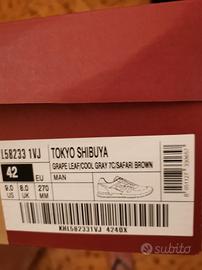 L58233 1VJ
TOKYO SHIBUYA
GRAPE LEAF/COOL GRAY 7C/SAFARI BROWN
42 EU
MAN
9.0 8.0 270
US UK MM
KHL582331VJ 4240X
subito